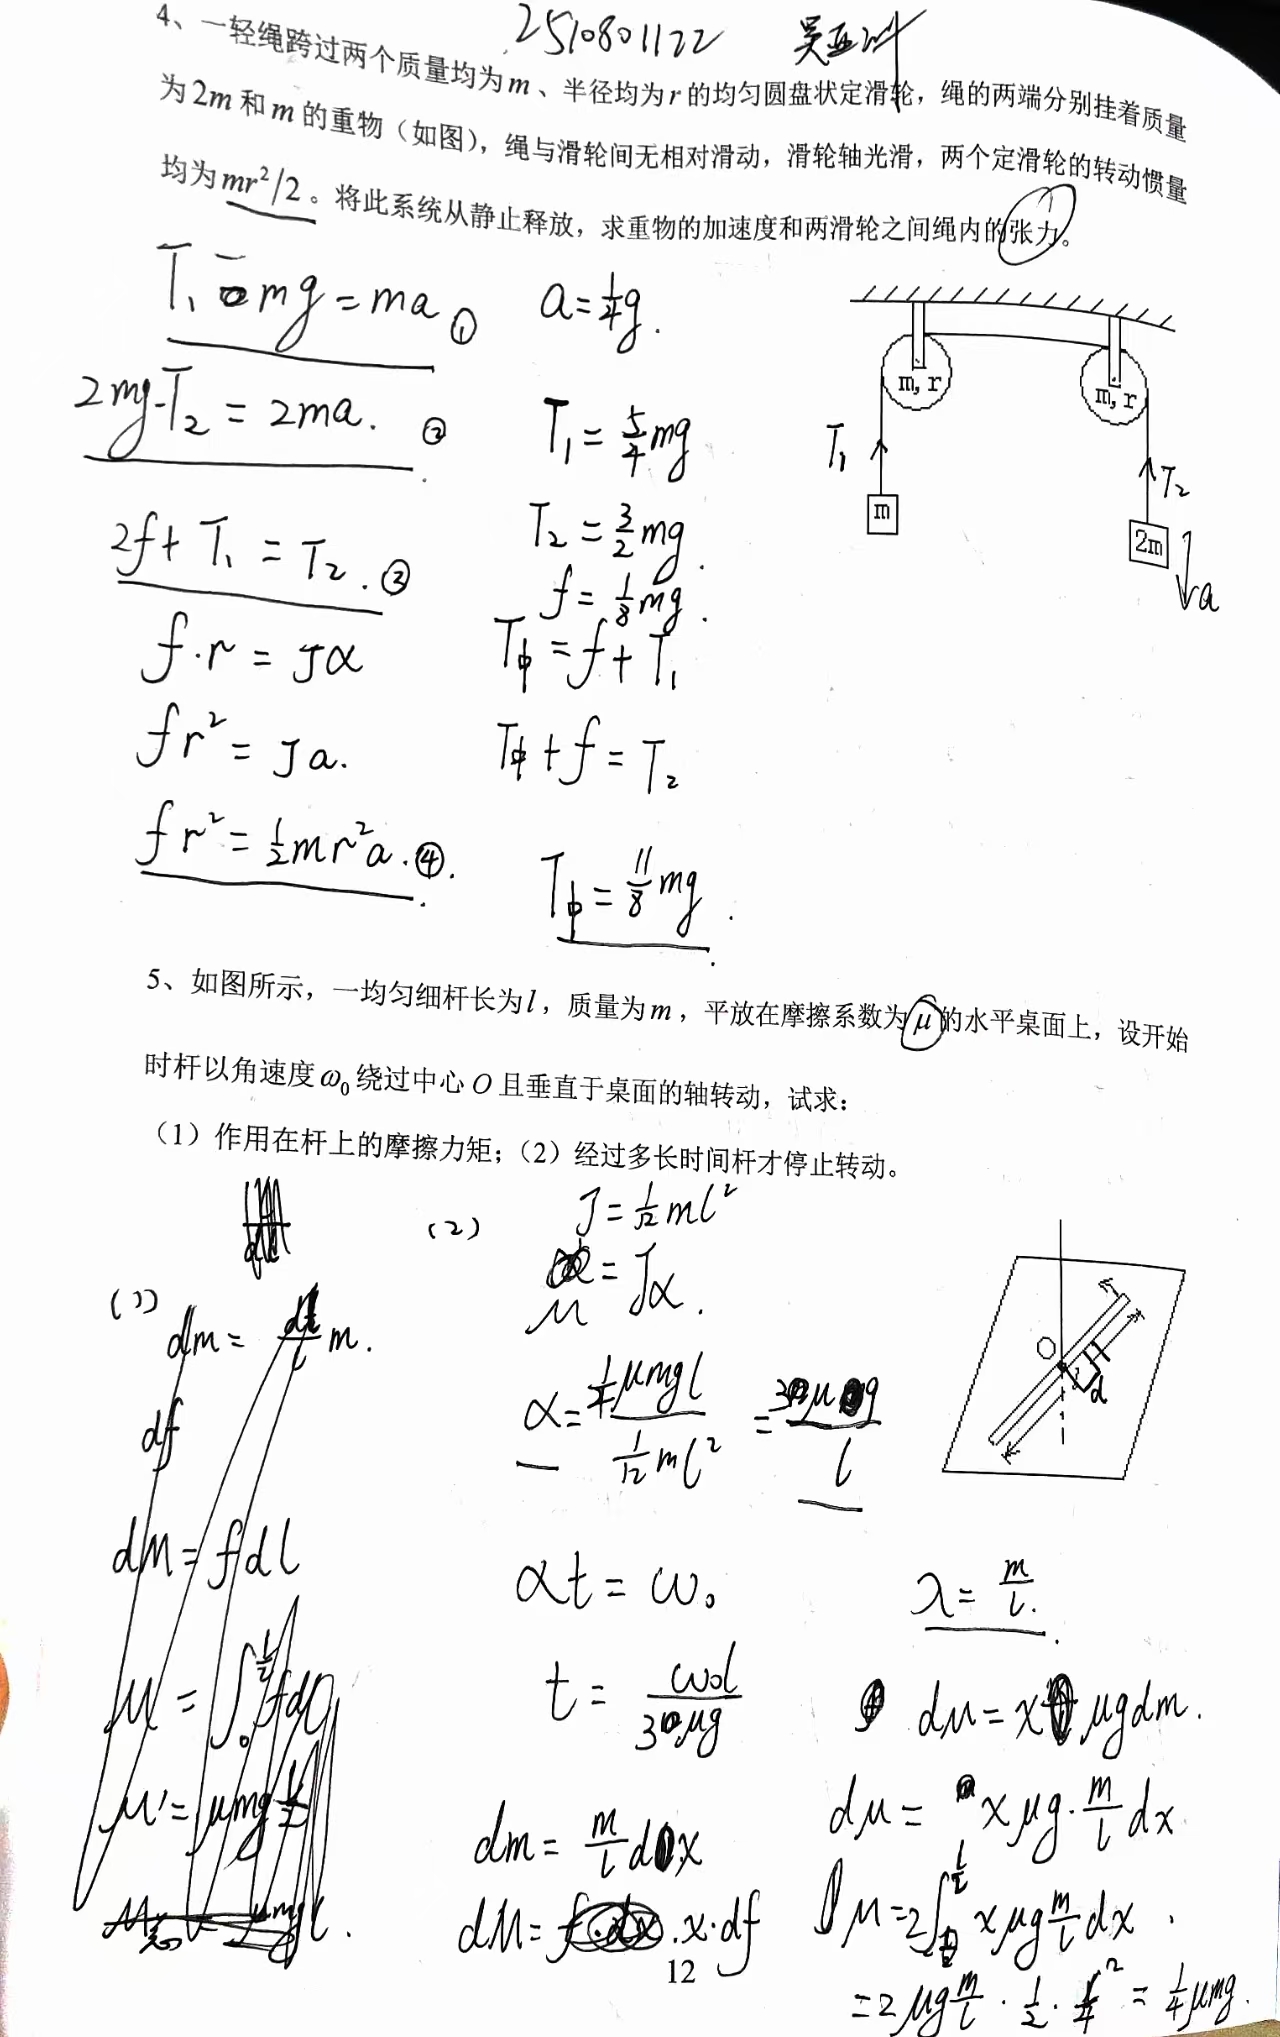 2510801122 吴亚
4、一轻绳跨过两个质量均为m、半径均为r的均匀圆盘状定滑轮，绳的两端分别挂着质量
为2m和m的重物（如图），绳与滑轮间无相对滑动，滑轮轴光滑，两个定滑轮的转动惯量
均为mr²/2。将此系统从静止释放，求重物的加速度和两滑轮之间绳内的张力。
T₁-mg=ma ①
2mg-T₂=2ma. ②
2f+T₁=T₂. ③
f·r=Jα
fr²=Ja.
fr²=½mr²a. ④.
a=¼g.
T₁=5/4mg
T₂=3/2mg.
f=1/8mg.
T中=f+T₁
T中+f=T₂
T中=11/8mg.
m, r
m, r
T₁
m
T₂
2m
a
5、如图所示，一均匀细杆长为l，质量为m，平放在摩擦系数为μ的水平桌面上，设开始
时杆以角速度ω₀绕过中心O且垂直于桌面的轴转动，试求：
（1）作用在杆上的摩擦力矩；（2）经过多长时间杆才停止转动。
(1)
dm= m.
df
dM=fdl
(2)
J=1/12ml²
M=Jα.
α=¼μmgl/(1/12ml²)=3μg/l
αt=ω₀
t=ω₀l/3μg
dm=m/l dx
dM=x·df
O
d
λ=m/l.
dM=xμgdm.
dM=xμg·m/l dx
M=2∫xμg m/l dx.
=2μg m/l·½· =¼μmg.
12